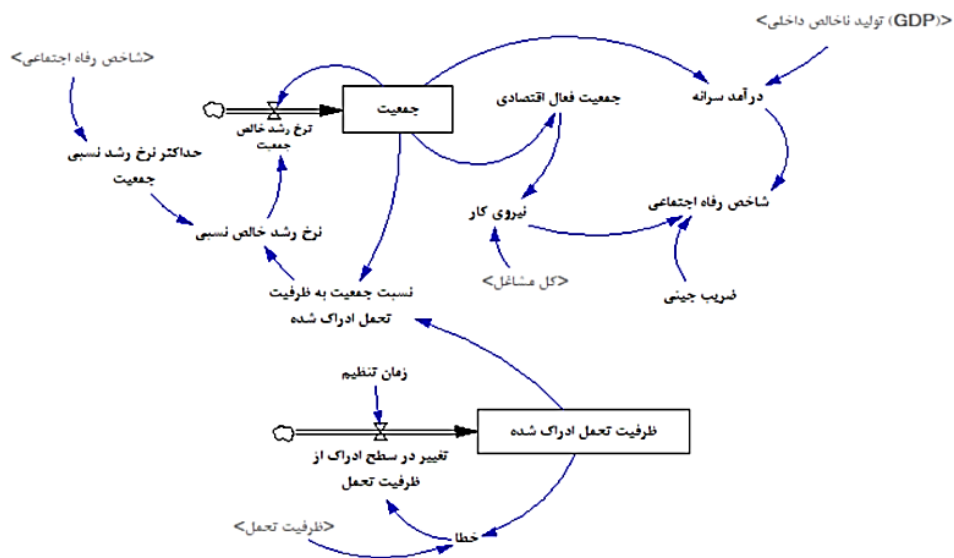 <تولید ناخالص داخلی (GDP)>
<شاخص رفاه اجتماعی>
جمعیت
جمعیت فعال اقتصادی
درآمد سرانه
نرخ رشد خالص
جمعیت
حداکثر نرخ رشد نسبی
جمعیت
شاخص رفاه اجتماعی
نیروی کار
نرخ رشد خالص نسبی
<کل مشاغل>
ضریب جینی
نسبت جمعیت به ظرفیت
تحمل ادراک شده
زمان تنظیم
ظرفیت تحمل ادراک شده
تغییر در سطح ادراک از
ظرفیت تحمل
<ظرفیت تحمل>
خطا